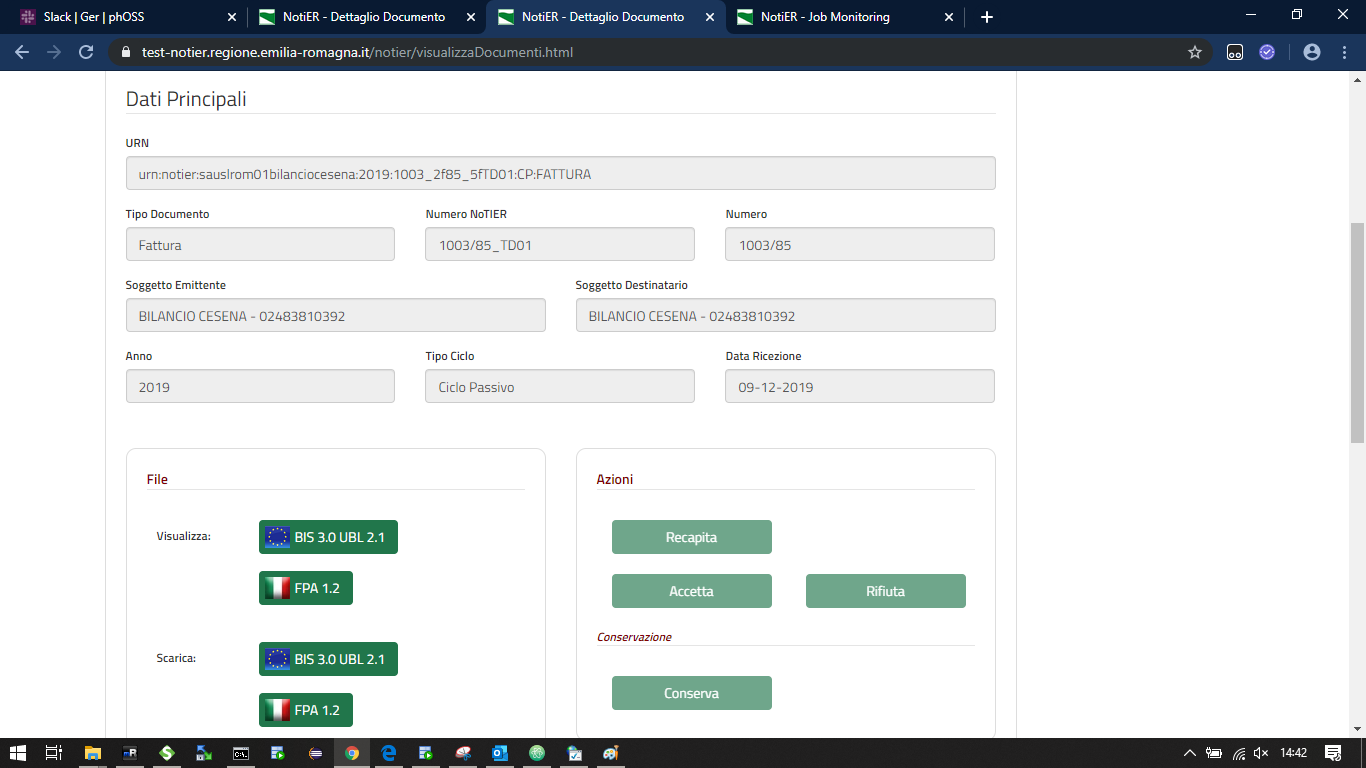 Slack | Ger | phOSS
NotiER - Dettaglio Documento
NotiER - Dettaglio Documento
NotiER - Job Monitoring
test-notier.regione.emilia-romagna.it/notier/visualizzaDocumenti.html
Dati Principali
URN
urn:notier:sauslrom01bilanciocesena:2019:1003_2f85_5fTD01:CP:FATTURA
Tipo Documento Numero NoTIER Numero
Fattura 1003/85_TD01 1003/85
Soggetto Emittente Soggetto Destinatario
BILANCIO CESENA - 02483810392 BILANCIO CESENA - 02483810392
Anno Tipo Ciclo Data Ricezione
2019 Ciclo Passivo 09-12-2019
File
Visualizza: BIS 3.0 UBL 2.1
FPA 1.2
Scarica: BIS 3.0 UBL 2.1
FPA 1.2
Azioni
Recapita
Accetta Rifiuta
Conservazione
Conserva
14:42